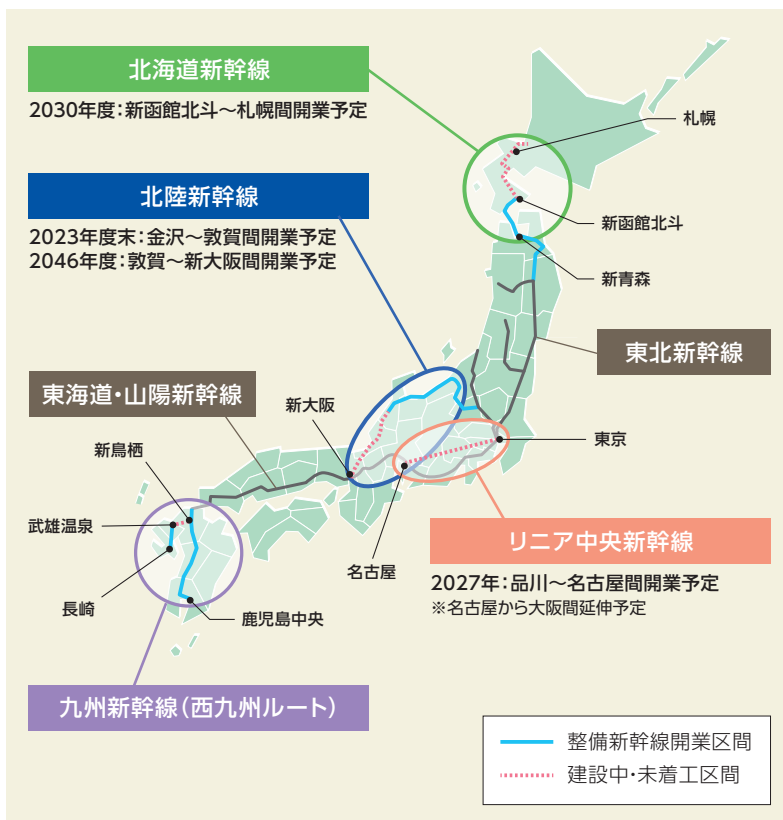 北海道新幹線
2030年度:新函館北斗〜札幌間開業予定
札幌
北陸新幹線
2023年度末:金沢〜敦賀間開業予定
2046年度:敦賀〜新大阪間開業予定
新函館北斗
新青森
東北新幹線
東海道・山陽新幹線
新大阪
新鳥栖
東京
武雄温泉
リニア中央新幹線
名古屋
2027年:品川〜名古屋間開業予定
※名古屋から大阪間延伸予定
長崎
鹿児島中央
九州新幹線(西九州ルート)
整備新幹線開業区間
建設中・未着工区間